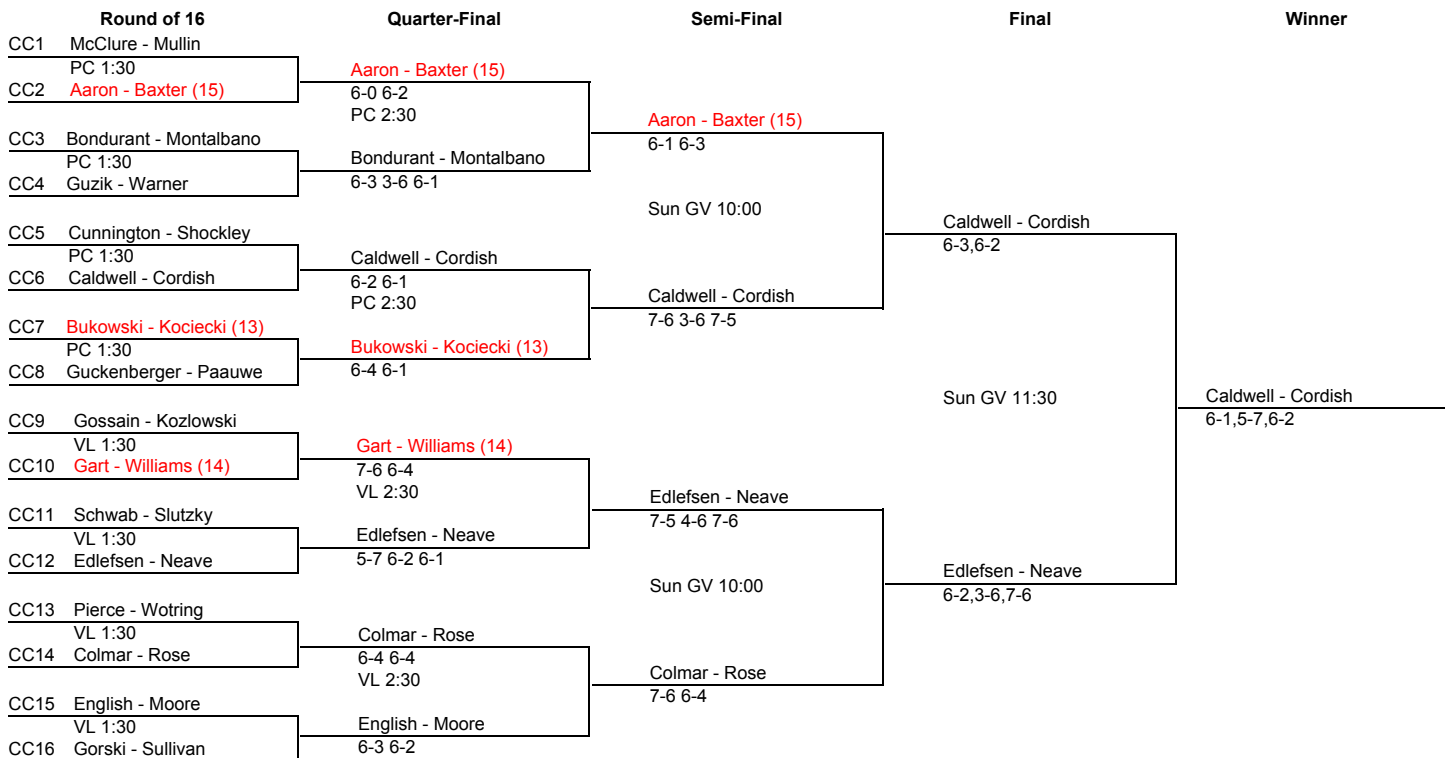 Round of 16
Quarter-Final
Semi-Final
Final
Winner
CC1 McClure - Mullin
PC 1:30
CC2 Aaron - Baxter (15)
CC3 Bondurant - Montalbano
PC 1:30
CC4 Guzik - Warner
CC5 Cunnington - Shockley
PC 1:30
CC6 Caldwell - Cordish
CC7 Bukowski - Kociecki (13)
PC 1:30
CC8 Guckenberger - Paauwe
CC9 Gossain - Kozlowski
VL 1:30
CC10 Gart - Williams (14)
CC11 Schwab - Slutzky
VL 1:30
CC12 Edlefsen - Neave
CC13 Pierce - Wotring
VL 1:30
CC14 Colmar - Rose
CC15 English - Moore
VL 1:30
CC16 Gorski - Sullivan
Aaron - Baxter (15)
6-0 6-2
PC 2:30
Bondurant - Montalbano
6-3 3-6 6-1
Caldwell - Cordish
6-2 6-1
PC 2:30
Bukowski - Kociecki (13)
6-4 6-1
Gart - Williams (14)
7-6 6-4
VL 2:30
Edlefsen - Neave
5-7 6-2 6-1
Colmar - Rose
6-4 6-4
VL 2:30
English - Moore
6-3 6-2
Aaron - Baxter (15)
6-1 6-3
Sun GV 10:00
Caldwell - Cordish
7-6 3-6 7-5
Edlefsen - Neave
7-5 4-6 7-6
Sun GV 10:00
Colmar - Rose
7-6 6-4
Caldwell - Cordish
6-3,6-2
Sun GV 11:30
Edlefsen - Neave
6-2,3-6,7-6
Caldwell - Cordish
6-1,5-7,6-2